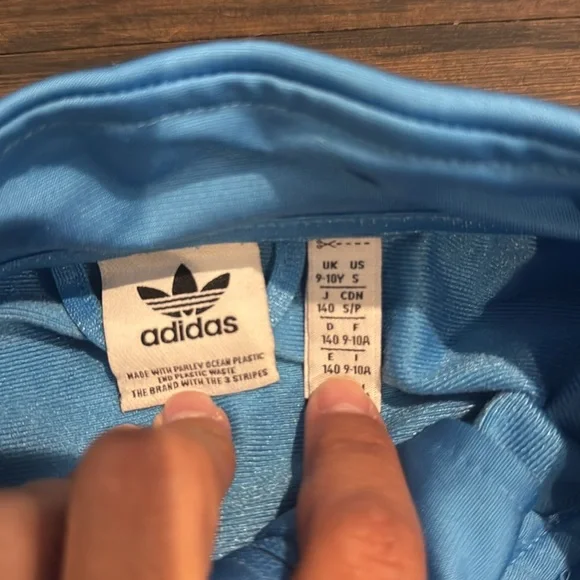 adidas
MADE WITH PARLEY OCEAN PLASTIC
AND PLASTIC WASTE
THE BRAND WITH THE 3 STRIPES
UK US
9-10Y S
J CDN
140 S/P
D F
140 9-10A
E I
140 9-10A